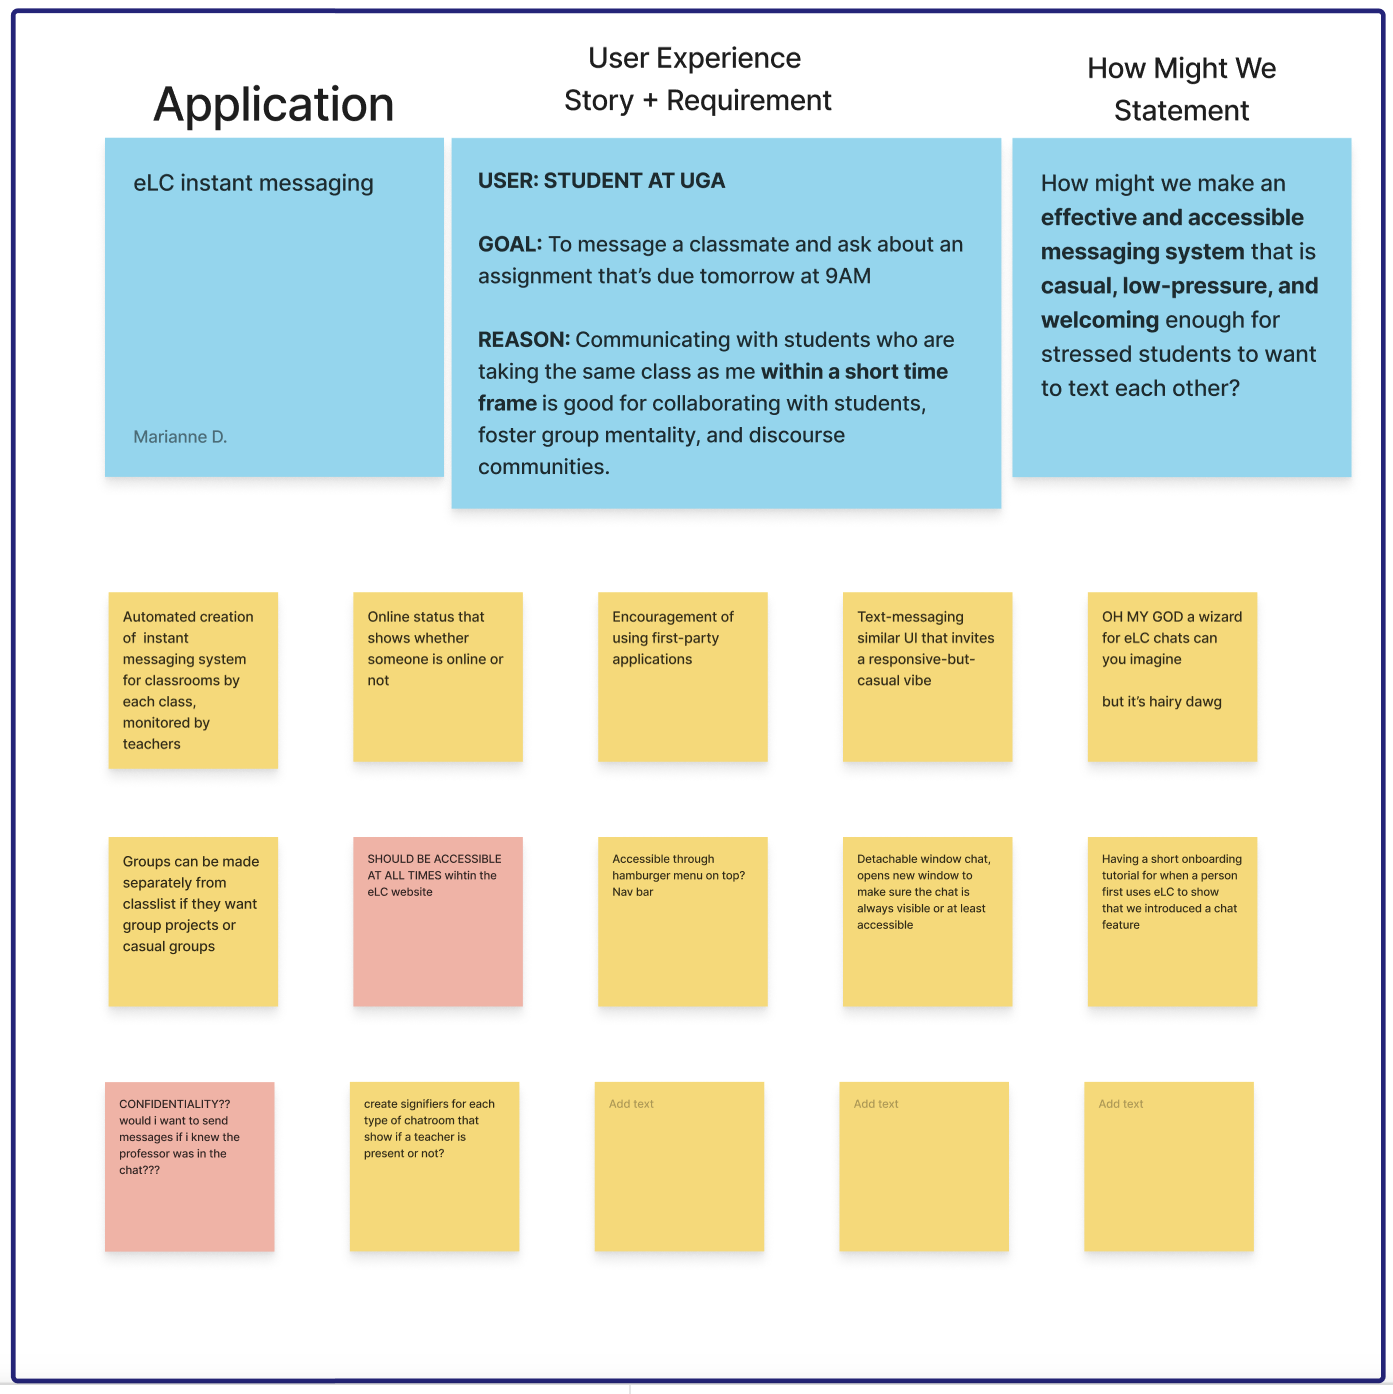 Application
User Experience
Story + Requirement
How Might We
Statement
eLC instant messaging
Marianne D.
USER: STUDENT AT UGA
GOAL: To message a classmate and ask about an
assignment that’s due tomorrow at 9AM
REASON: Communicating with students who are
taking the same class as me within a short time
frame is good for collaborating with students,
foster group mentality, and discourse
communities.
How might we make an
effective and accessible
messaging system that is
casual, low-pressure, and
welcoming enough for
stressed students to want
to text each other?
Automated creation
of  instant
messaging system
for classrooms by
each class,
monitored by
teachers
Online status that
shows whether
someone is online or
not
Encouragement of
using first-party
applications
Text-messaging
similar UI that invites
a responsive-but-
casual vibe
OH MY GOD a wizard
for eLC chats can
you imagine
but it’s hairy dawg
Groups can be made
separately from
classlist if they want
group projects or
casual groups
SHOULD BE ACCESSIBLE
AT ALL TIMES wihtin the
eLC website
Accessible through
hamburger menu on top?
Nav bar
Detachable window chat,
opens new window to
make sure the chat is
always visible or at least
accessible
Having a short onboarding
tutorial for when a person
first uses eLC to show
that we introduced a chat
feature
CONFIDENTIALITY??
would i want to send
messages if i knew the
professor was in the
chat???
create signifiers for each
type of chatroom that
show if a teacher is
present or not?
Add text
Add text
Add text